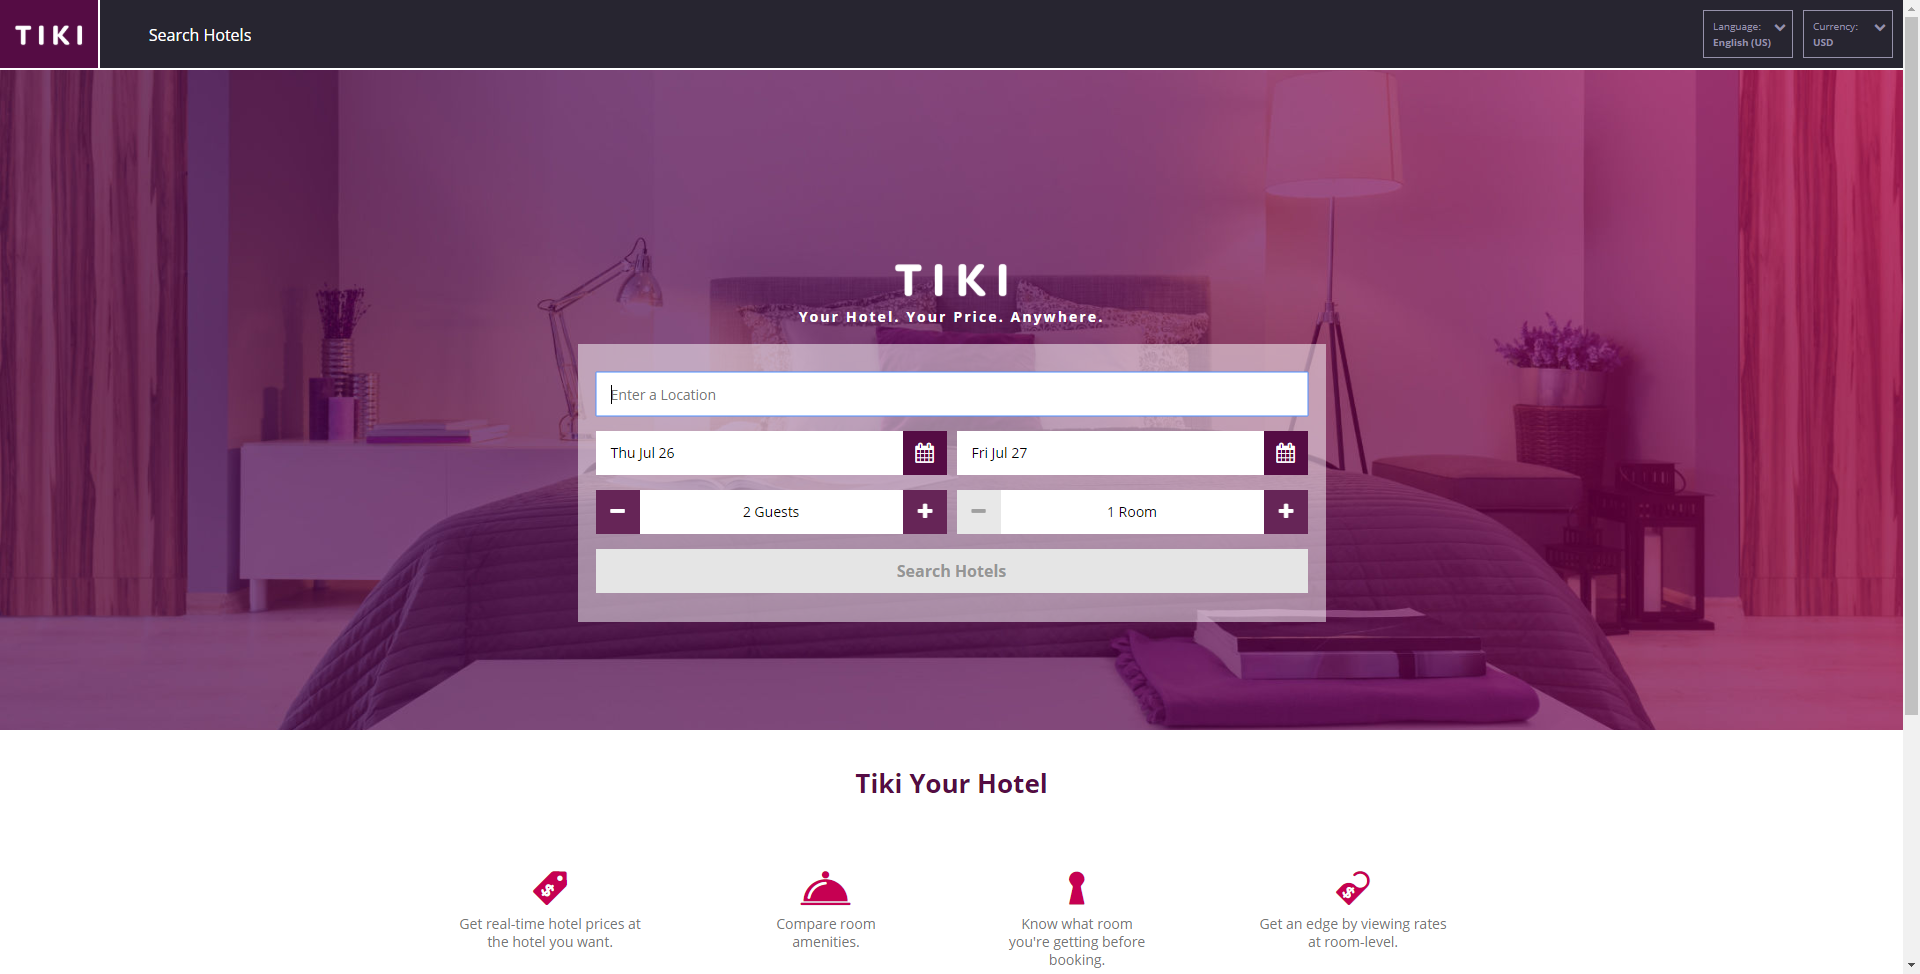 TIKI
Search Hotels
Language:
English (US)
Currency:
USD
TIKI
Your Hotel. Your Price. Anywhere.
Enter a Location
Thu Jul 26
Fri Jul 27
2 Guests
1 Room
Search Hotels
Tiki Your Hotel
Get real-time hotel prices at
the hotel you want.
Compare room
amenities.
Know what room
you're getting before
booking.
Get an edge by viewing rates
at room-level.